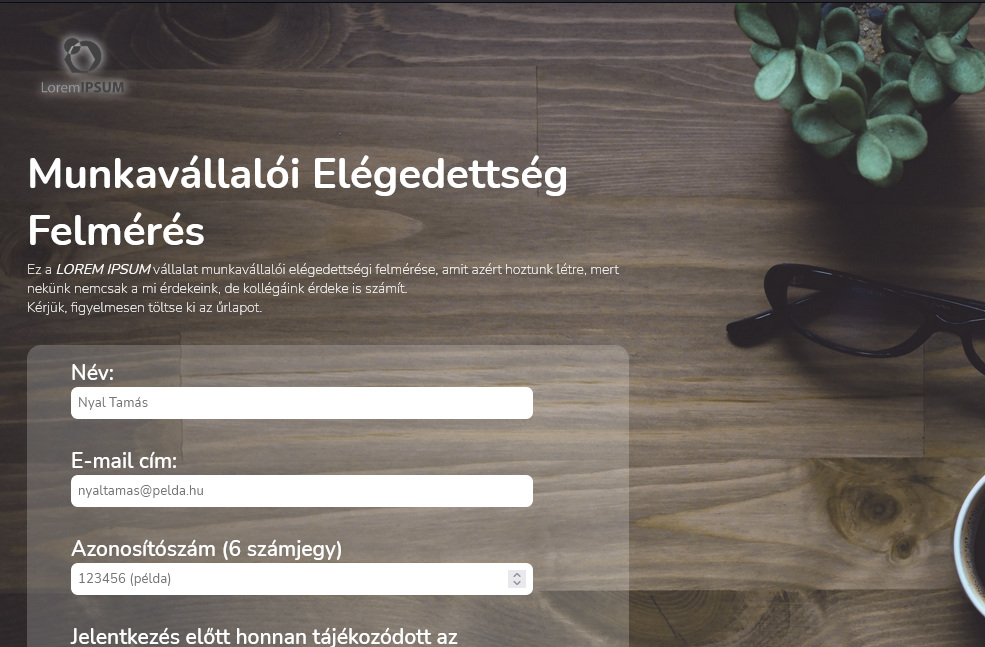 LoremIPSUM
Munkavállalói Elégedettség
Felmérés
Ez a LOREM IPSUM vállalat munkavállalói elégedettségi felmérése, amit azért hoztunk létre, mert
nekünk nemcsak a mi érdekeink, de kollégáink érdeke is számít.
Kérjük, figyelmesen töltse ki az űrlapot.
Név:
Nyal Tamás
E-mail cím:
nyaltamas@pelda.hu
Azonosítószám (6 számjegy)
123456 (példa)
Jelentkezés előtt honnan tájékozódott az